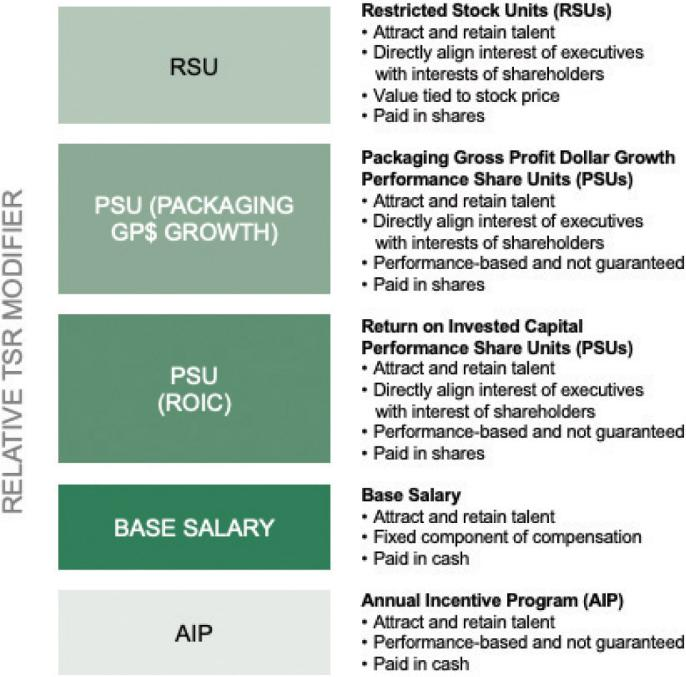 RELATIVE TSR MODIFIER
RSU
Restricted Stock Units (RSUs)
• Attract and retain talent
• Directly align interest of executives
with interests of shareholders
• Value tied to stock price
• Paid in shares
PSU (PACKAGING
GP$ GROWTH)
Packaging Gross Profit Dollar Growth
Performance Share Units (PSUs)
• Attract and retain talent
• Directly align interest of executives
with interests of shareholders
• Performance-based and not guaranteed
• Paid in shares
PSU
(ROIC)
Return on Invested Capital
Performance Share Units (PSUs)
• Attract and retain talent
• Directly align interest of executives
with interest of shareholders
• Performance-based and not guaranteed
• Paid in shares
BASE SALARY
Base Salary
• Attract and retain talent
• Fixed component of compensation
• Paid in cash
AIP
Annual Incentive Program (AIP)
• Attract and retain talent
• Performance-based and not guaranteed
• Paid in cash